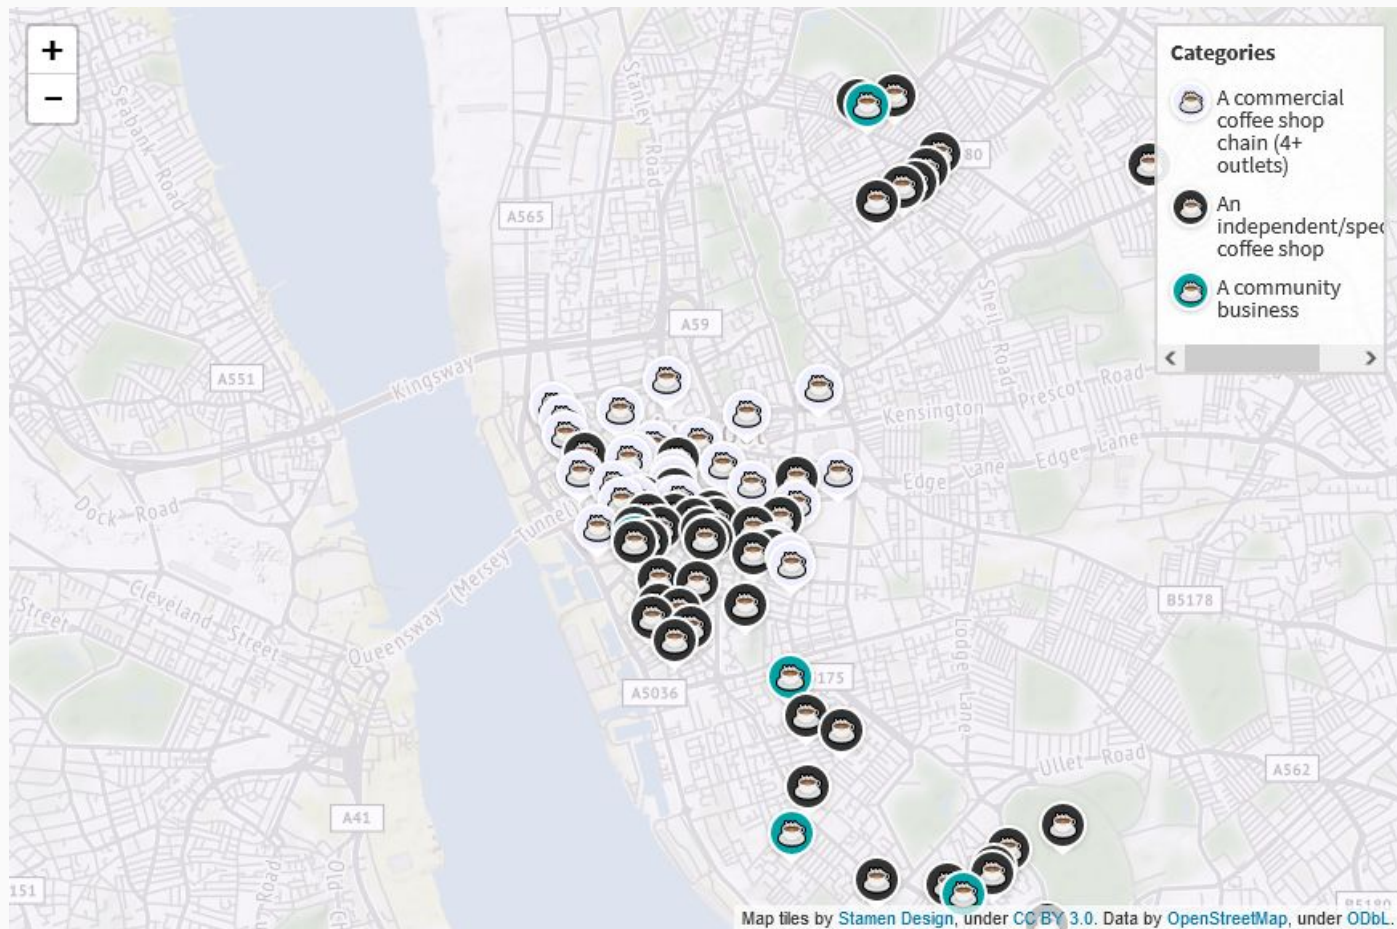 +
−
Categories
A commercial
coffee shop
chain (4+
outlets)
An
independent/spec
coffee shop
A community
business
Seabank Road
Stanley Road
80
A565
A59
Sheil Road
A551
Kingsway
Kensington
Prescot Road
Edge Lane
Edge Lane
Dock Road
Queensway (Mersey Tunnel)
Cleveland Street
Street
B5178
Lodge Lane
A5036
175
Ullet Road
A562
A41
151
Road
B5180
Map tiles by Stamen Design, under CC BY 3.0. Data by OpenStreetMap, under ODbL.